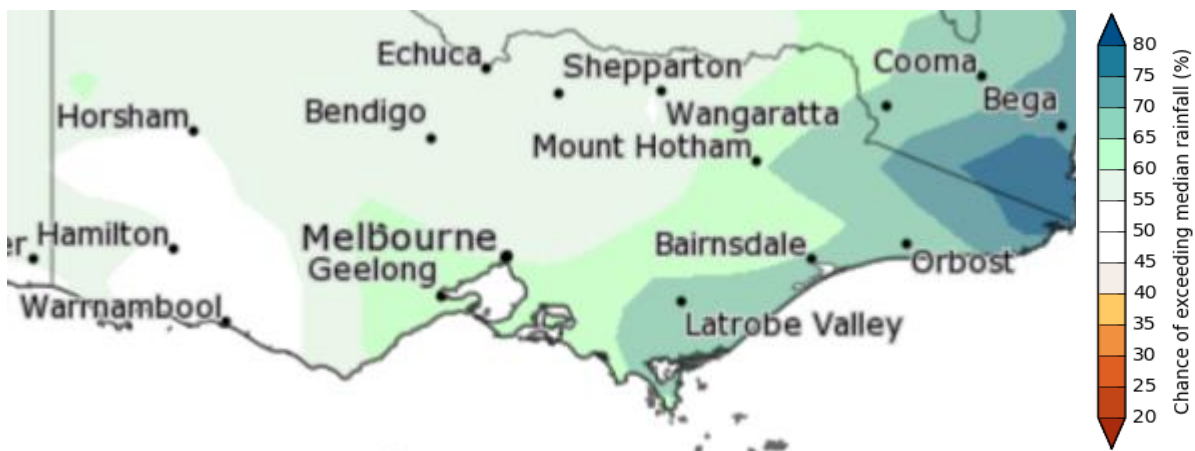 Echuca
Shepparton
Cooma
Horsham
Bendigo
Wangaratta
Bega
Mount Hotham
er
Hamilton
Melbourne
Geelong
Bairnsdale
Orbost
Warrnambool
Latrobe Valley
80
75
70
65
60
55
50
45
40
35
30
25
20
Chance of exceeding median rainfall (%)